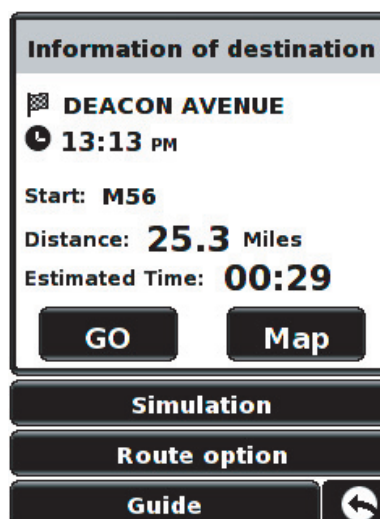 Information of destination
DEACON AVENUE
13:13 PM
Start: M56
Distance: 25.3 Miles
Estimated Time: 00:29
GO Map
Simulation
Route option
Guide